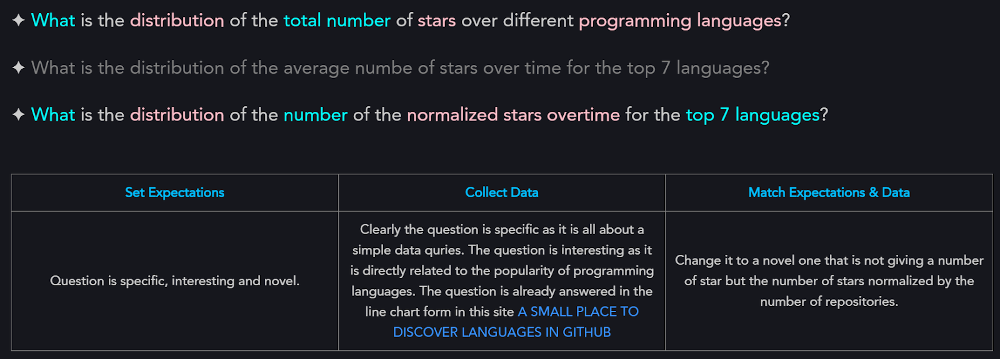 ✦ What is the distribution of the total number of stars over different programming languages?
✦ What is the distribution of the average numbe of stars over time for the top 7 languages?
✦ What is the distribution of the number of the normalized stars overtime for the top 7 languages?
Set Expectations
Collect Data
Match Expectations & Data
Question is specific, interesting and novel.
Clearly the question is specific as it is all about a
simple data quries. The question is interesting as it
is directly related to the popularity of programming
languages. The question is already answered in the
line chart form in this site A SMALL PLACE TO
DISCOVER LANGUAGES IN GITHUB
Change it to a novel one that is not giving a number
of star but the number of stars normalized by the
number of repositories.